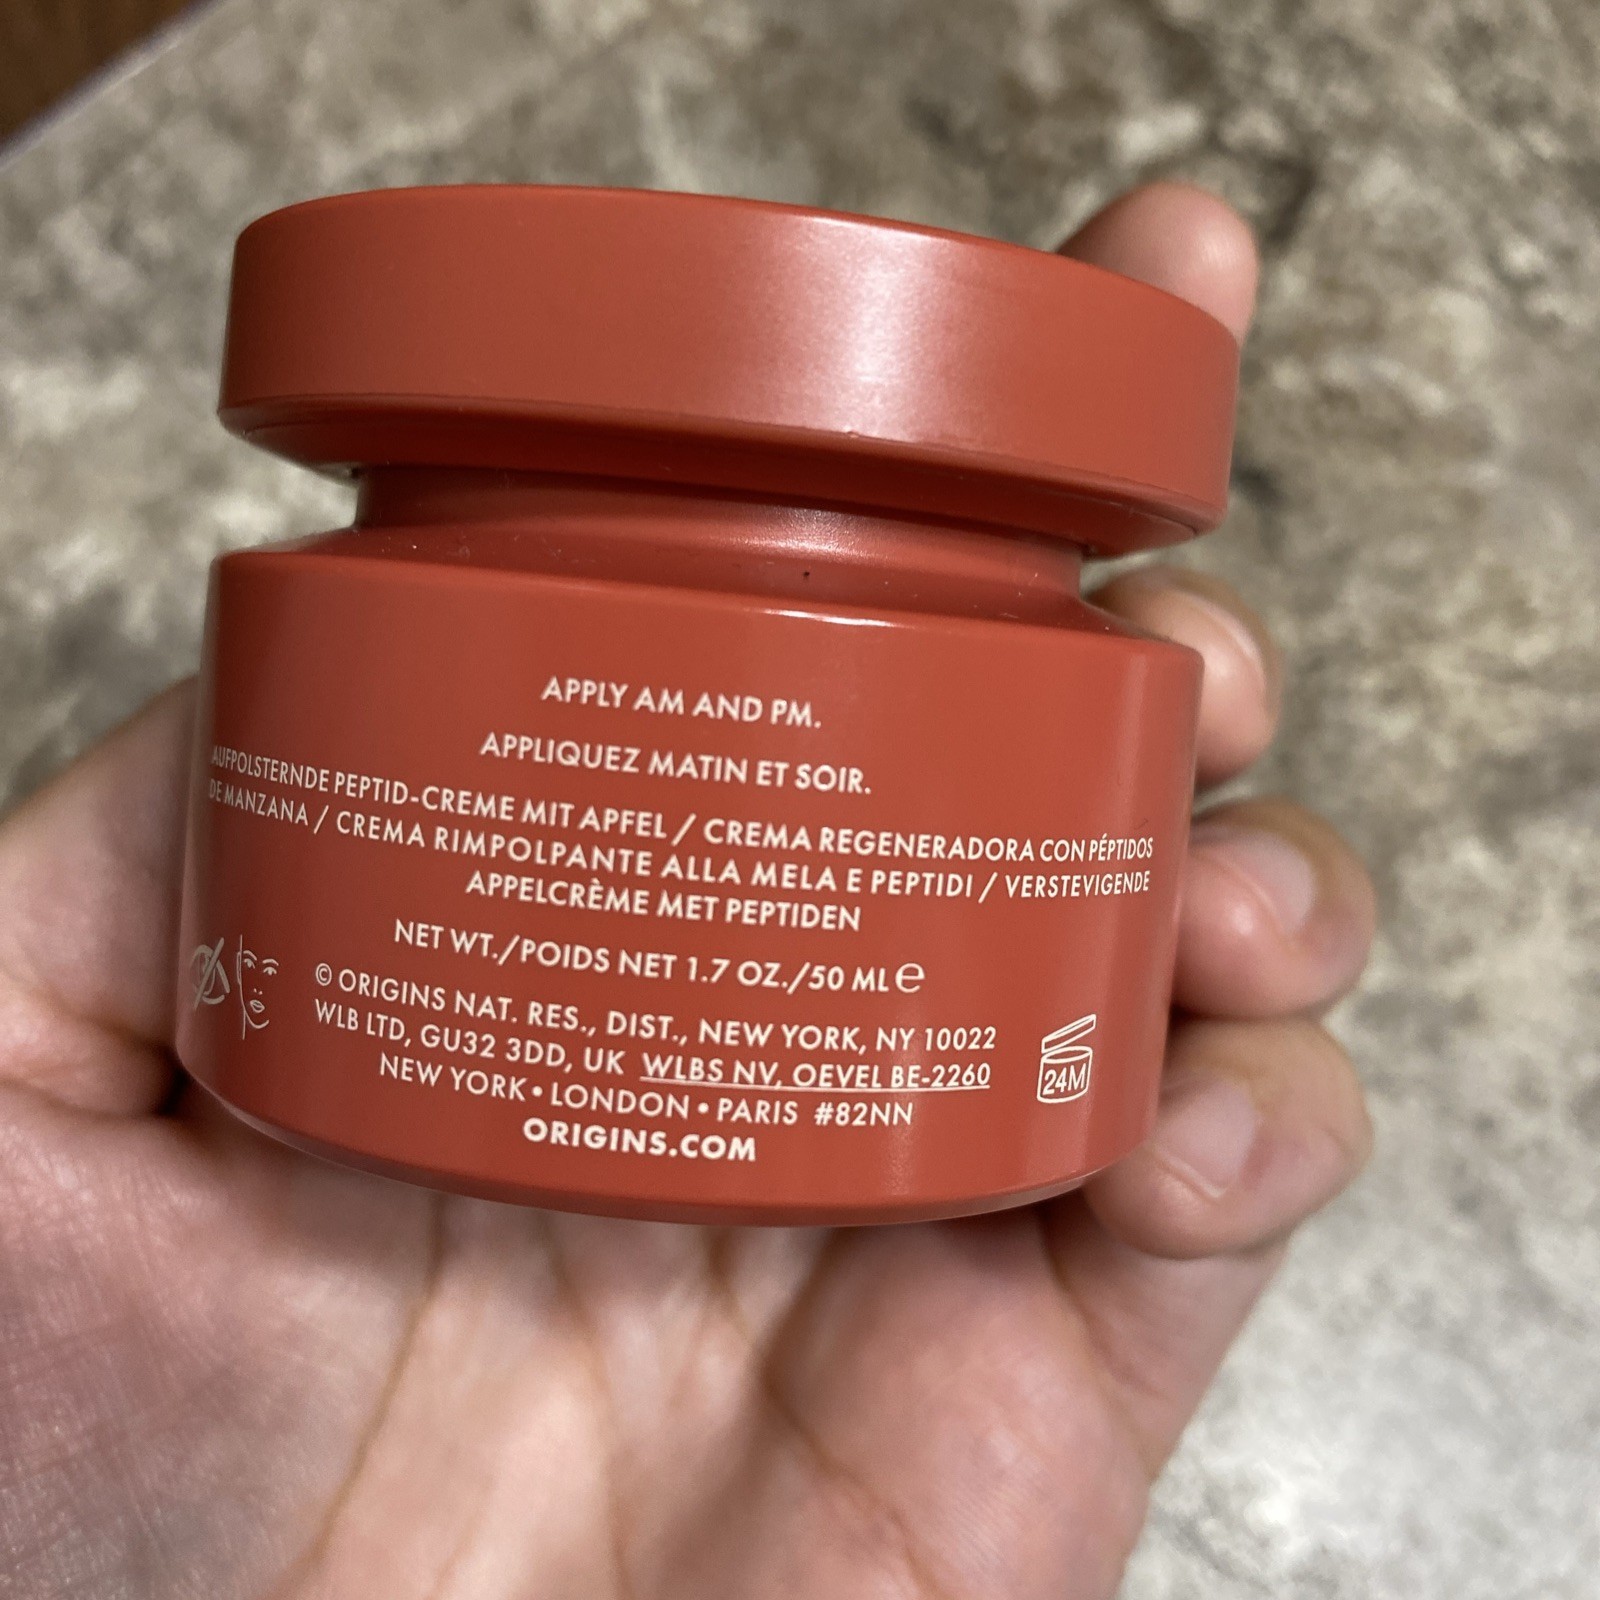 APPLY AM AND PM.
APPLIQUEZ MATIN ET SOIR.
AUFPOLSTERNDE PEPTID-CREME MIT APFEL / CREMA REGENERADORA CON PÉPTIDOS
DE MANZANA / CREMA RIMPOLPANTE ALLA MELA E PEPTIDI / VERSTEVIGENDE
APPELCRÈME MET PEPTIDEN
NET WT./POIDS NET 1.7 OZ./50 ML ℮
© ORIGINS NAT. RES., DIST., NEW YORK, NY 10022
WLB LTD, GU32 3DD, UK WLBS NV, OEVEL BE-2260
NEW YORK • LONDON • PARIS #82NN
ORIGINS.COM
24M